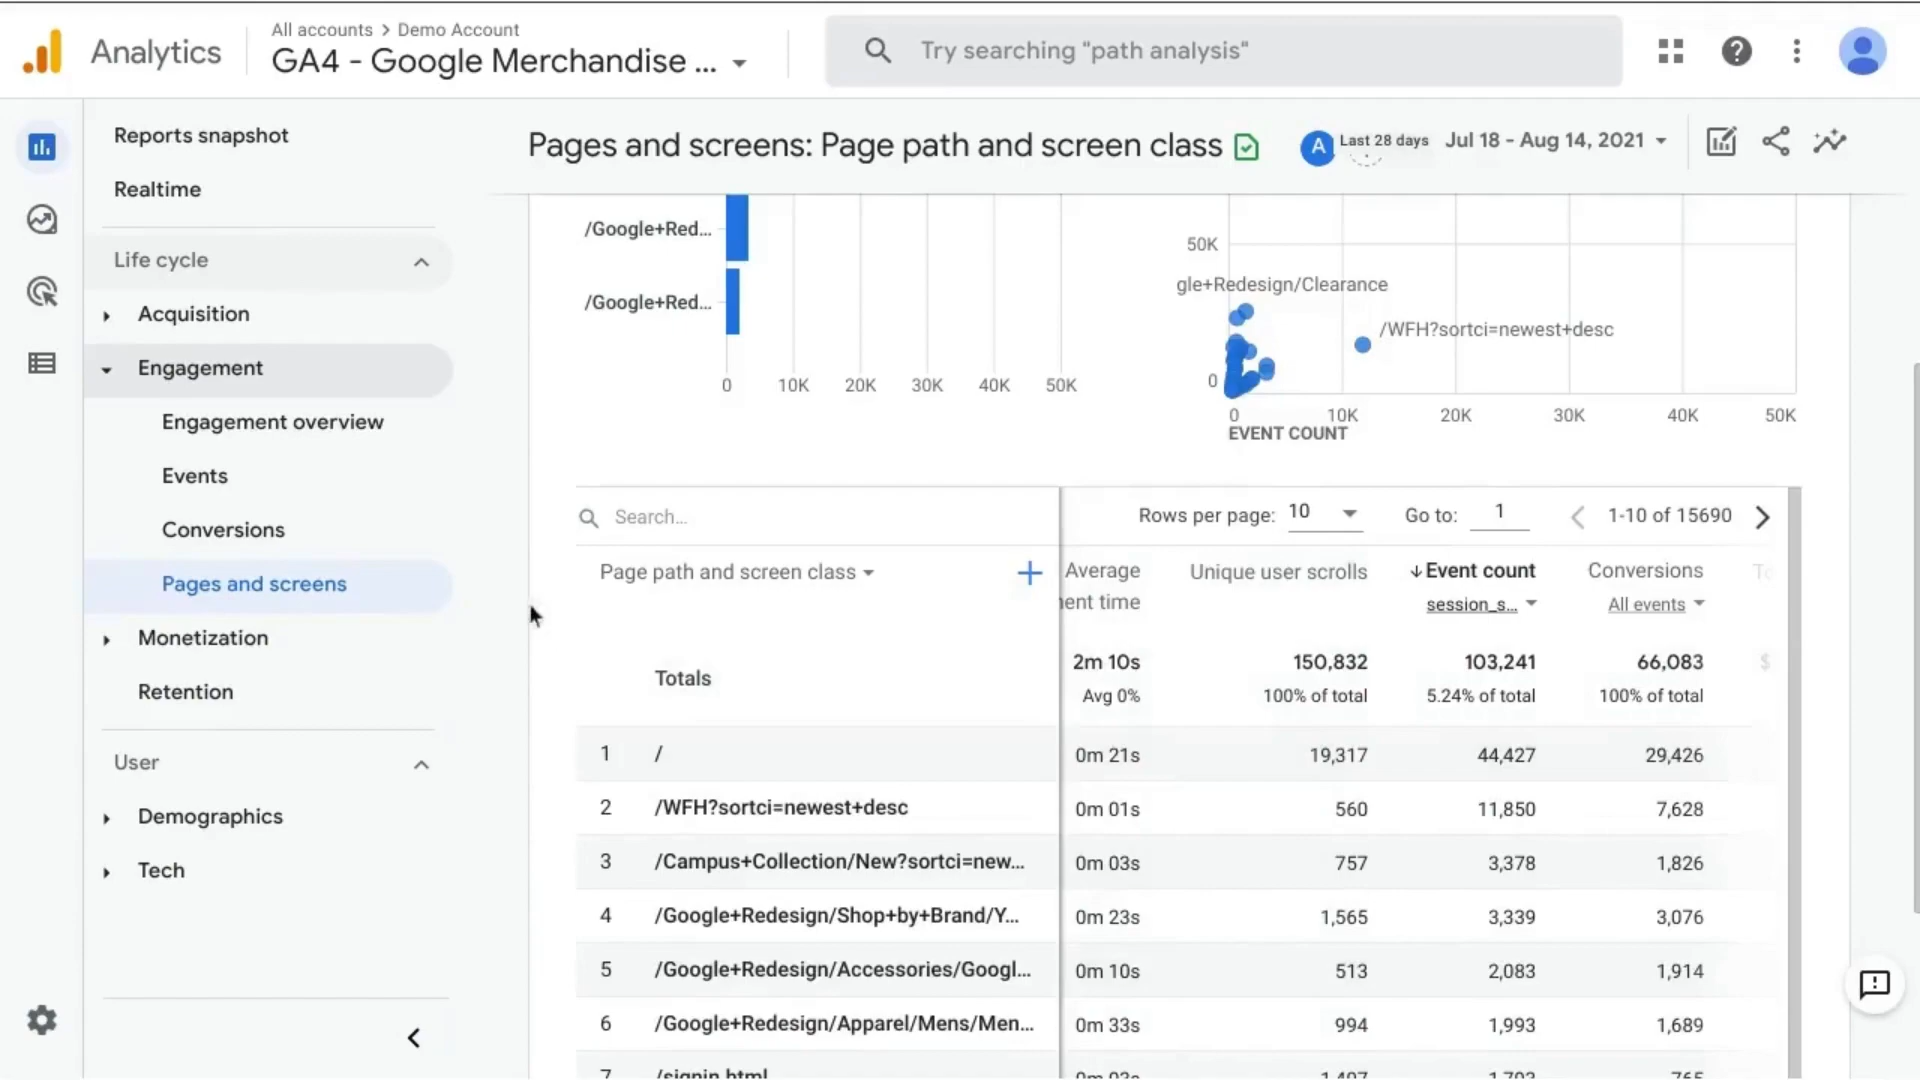 All accounts > Demo Account
Analytics
GA4 - Google Merchandise ...
Try searching "path analysis"
Reports snapshot
Realtime
Life cycle
Acquisition
Engagement
Engagement overview
Events
Conversions
Pages and screens
Monetization
Retention
User
Demographics
Tech
Pages and screens: Page path and screen class
A
Last 28 days
Jul 18 - Aug 14, 2021
/Google+Red...
/Google+Red...
0 10K 20K 30K 40K 50K
50K
gle+Redesign/Clearance
/WFH?sortci=newest+desc
0
0 10K 20K 30K 40K 50K
EVENT COUNT
Search...
Rows per page: 10 Go to: 1 1-10 of 15690
Page path and screen class + Average Unique user scrolls ↓ Event count Conversions
ent time session_s... All events
Totals 2m 10s 150,832 103,241 66,083 $
Avg 0% 100% of total 5.24% of total 100% of total
1 / 0m 21s 19,317 44,427 29,426
2 /WFH?sortci=newest+desc 0m 01s 560 11,850 7,628
3 /Campus+Collection/New?sortci=new... 0m 03s 757 3,378 1,826
4 /Google+Redesign/Shop+by+Brand/Y... 0m 23s 1,565 3,339 3,076
5 /Google+Redesign/Accessories/Googl... 0m 10s 513 2,083 1,914
6 /Google+Redesign/Apparel/Mens/Men... 0m 33s 994 1,993 1,689
7 /signin.html